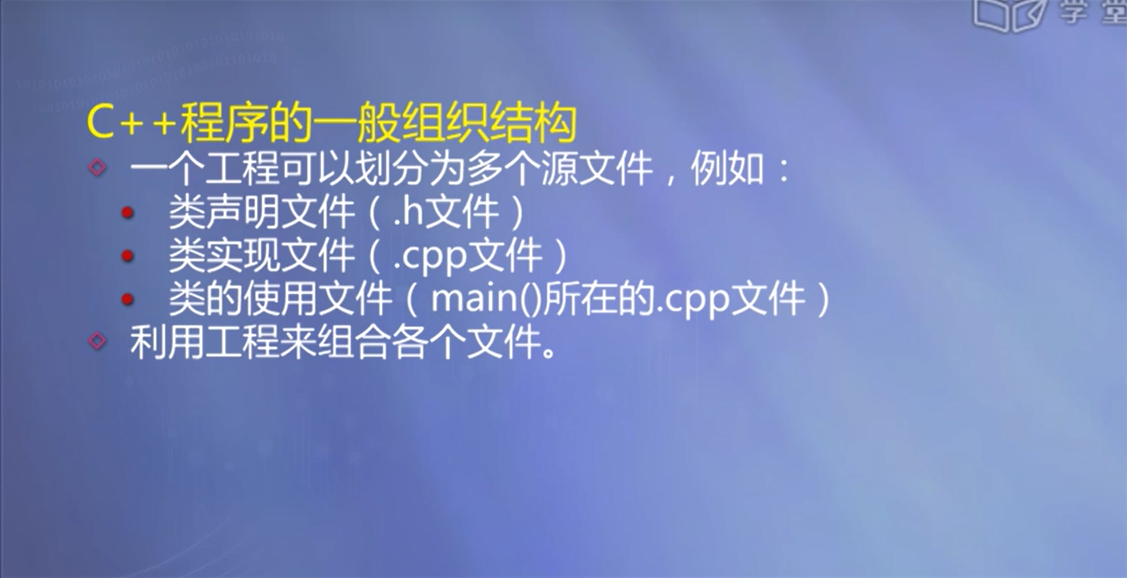 学堂
C++程序的一般组织结构
一个工程可以划分为多个源文件，例如：
类声明文件（.h文件）
类实现文件（.cpp文件）
类的使用文件（main()所在的.cpp文件）
利用工程来组合各个文件。